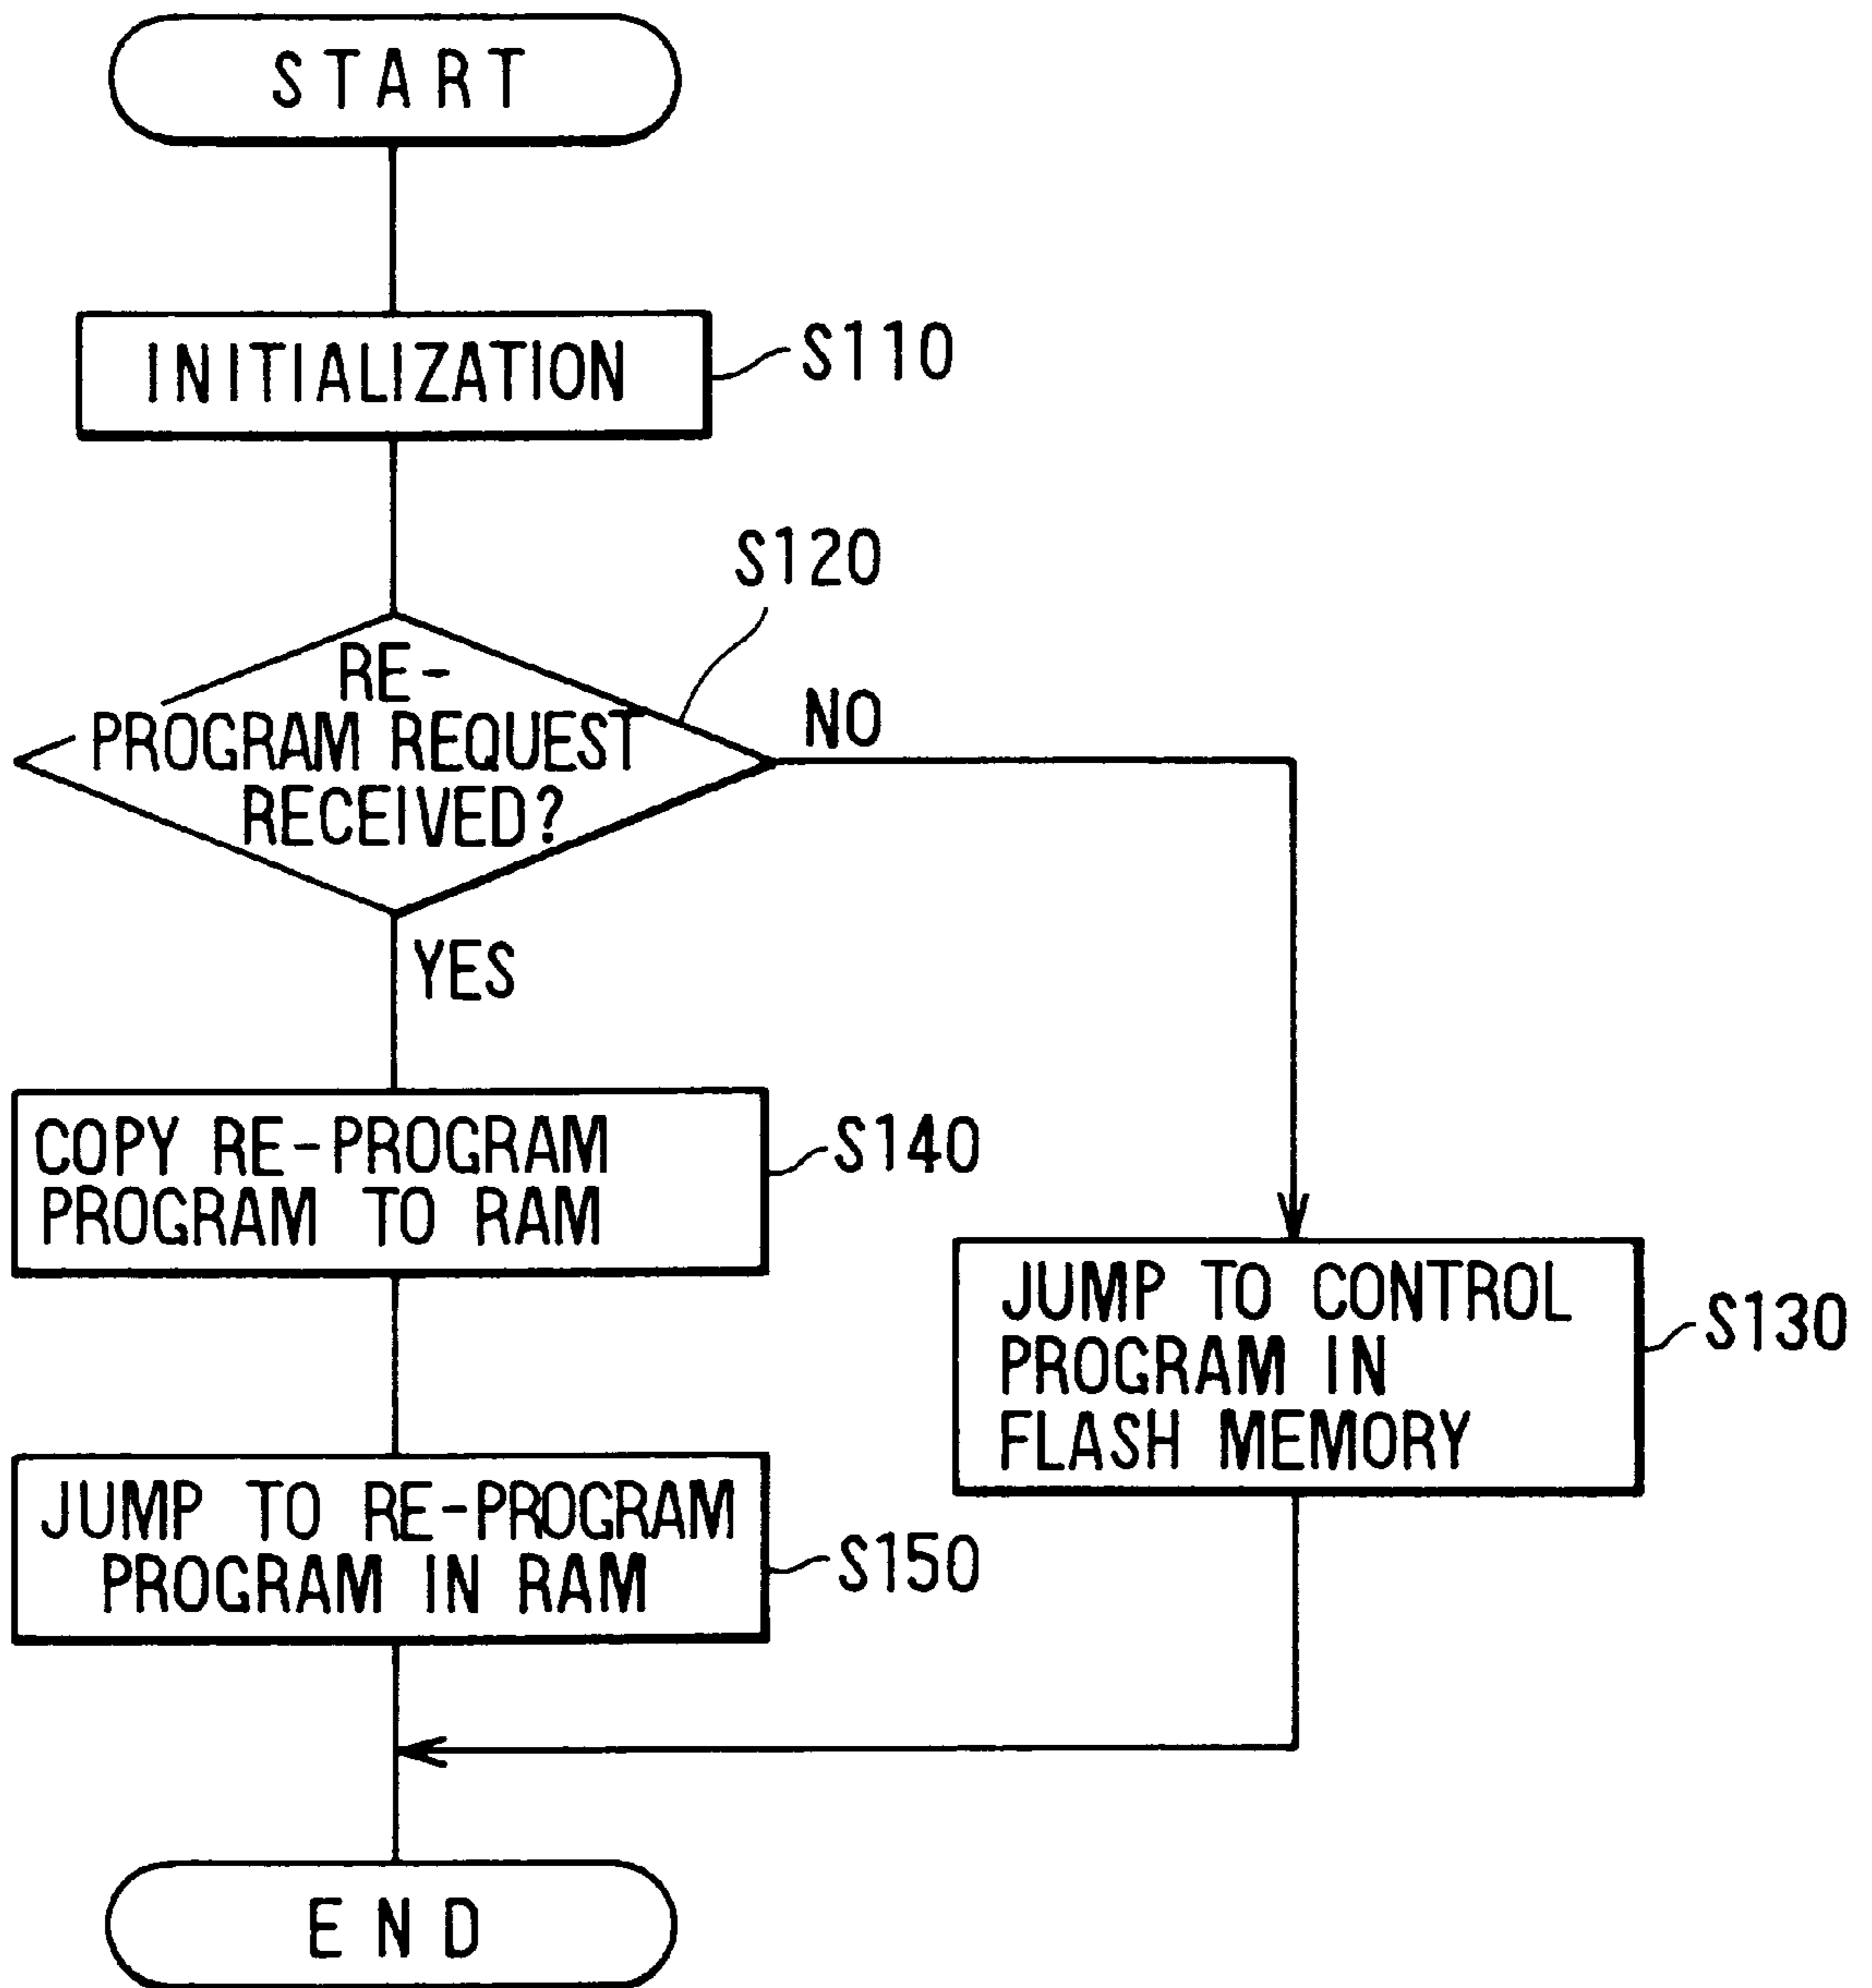 START
INITIALIZATION
S110
S120
RE-
PROGRAM REQUEST
RECEIVED?
NO
YES
COPY RE-PROGRAM
PROGRAM TO RAM
S140
JUMP TO CONTROL
PROGRAM IN
FLASH MEMORY
S130
JUMP TO RE-PROGRAM
PROGRAM IN RAM
S150
END